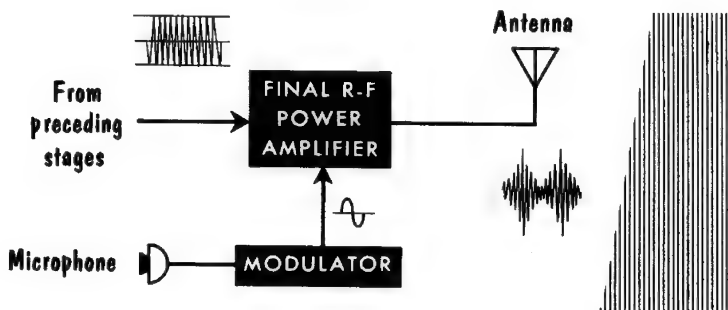 Antenna
From
preceding
stages
FINAL R-F
POWER
AMPLIFIER
Microphone
MODULATOR